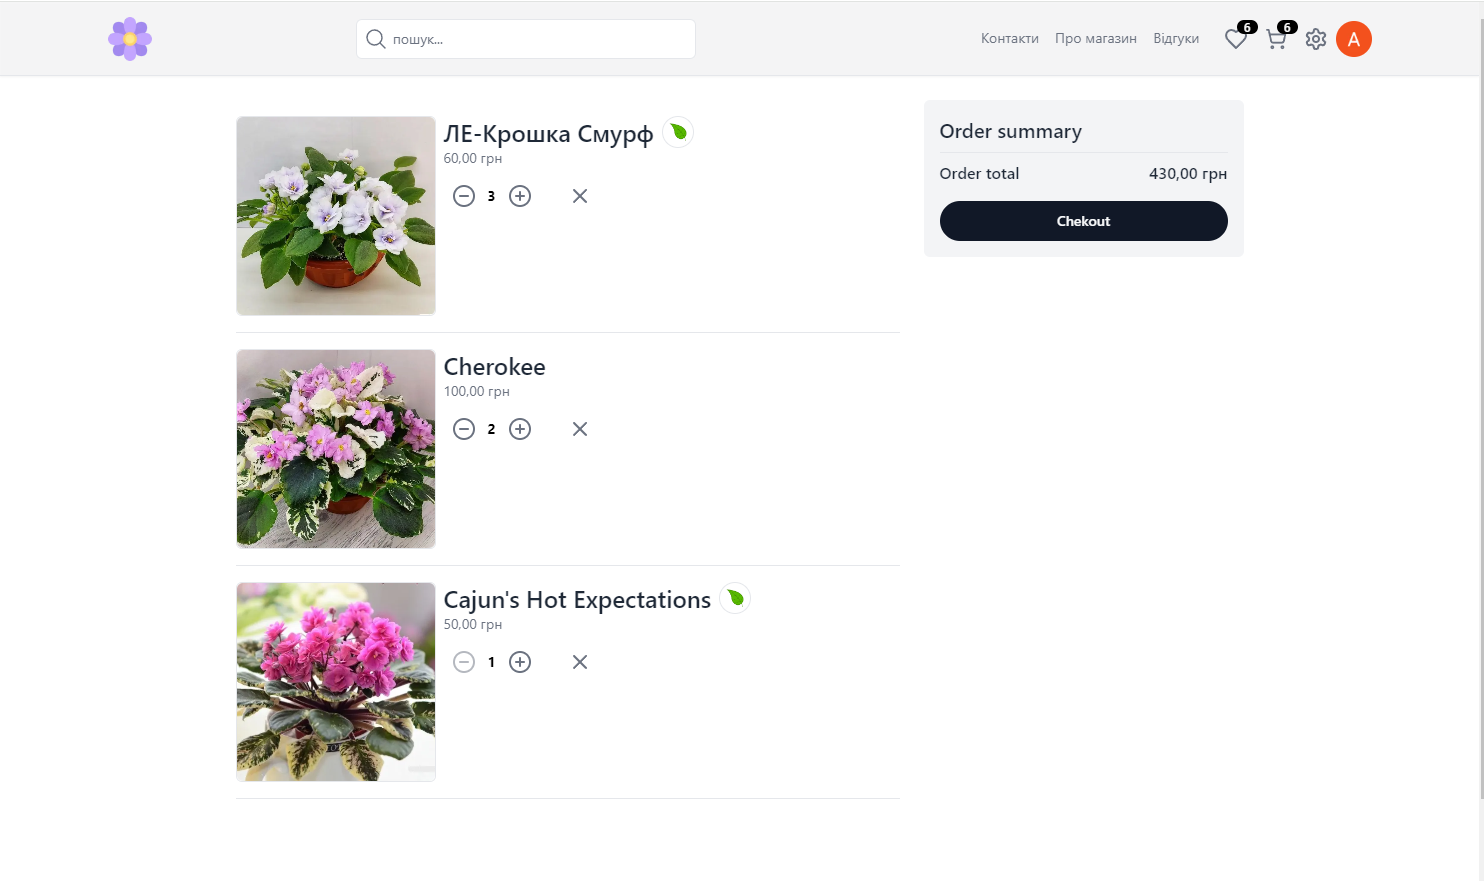 пошук...
Контакти Про магазин Відгуки 6 6 A
ЛЕ-Крошка Смурф
60,00 грн
3
Cherokee
100,00 грн
2
Cajun's Hot Expectations
50,00 грн
1
Order summary
Order total 430,00 грн
Chekout